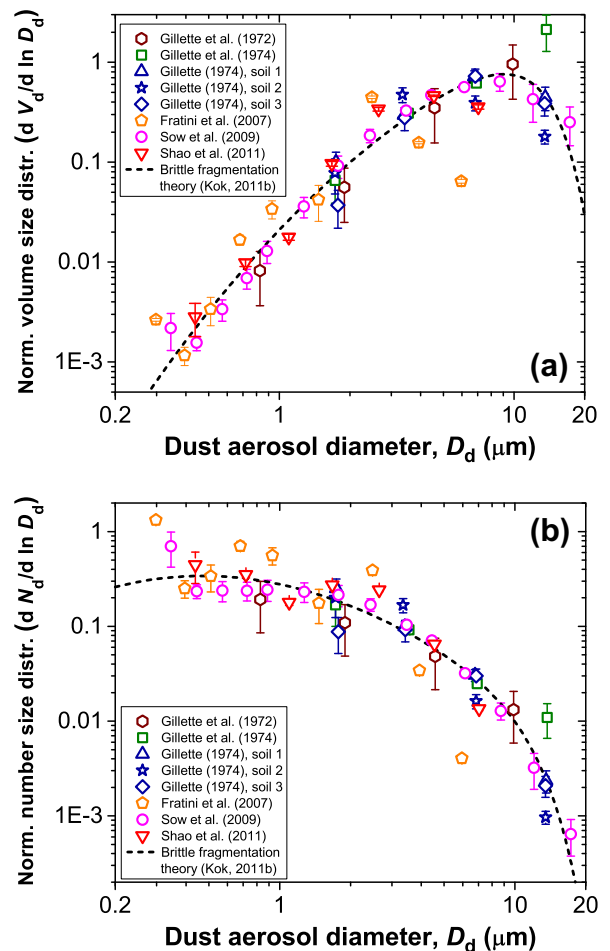 Norm. volume size distr. (d V_d/d ln D_d)
1
0.1
0.01
1E-3
Gillette et al. (1972)
Gillette et al. (1974)
Gillette (1974), soil 1
Gillette (1974), soil 2
Gillette (1974), soil 3
Fratini et al. (2007)
Sow et al. (2009)
Shao et al. (2011)
Brittle fragmentation
theory (Kok, 2011b)
(a)
0.2 1 10 20
Dust aerosol diameter, D_d (μm)
Norm. number size distr. (d N_d/d ln D_d)
1
0.1
0.01
1E-3
(b)
Gillette et al. (1972)
Gillette et al. (1974)
Gillette (1974), soil 1
Gillette (1974), soil 2
Gillette (1974), soil 3
Fratini et al. (2007)
Sow et al. (2009)
Shao et al. (2011)
Brittle fragmentation
theory (Kok, 2011b)
0.2 1 10 20
Dust aerosol diameter, D_d (μm)